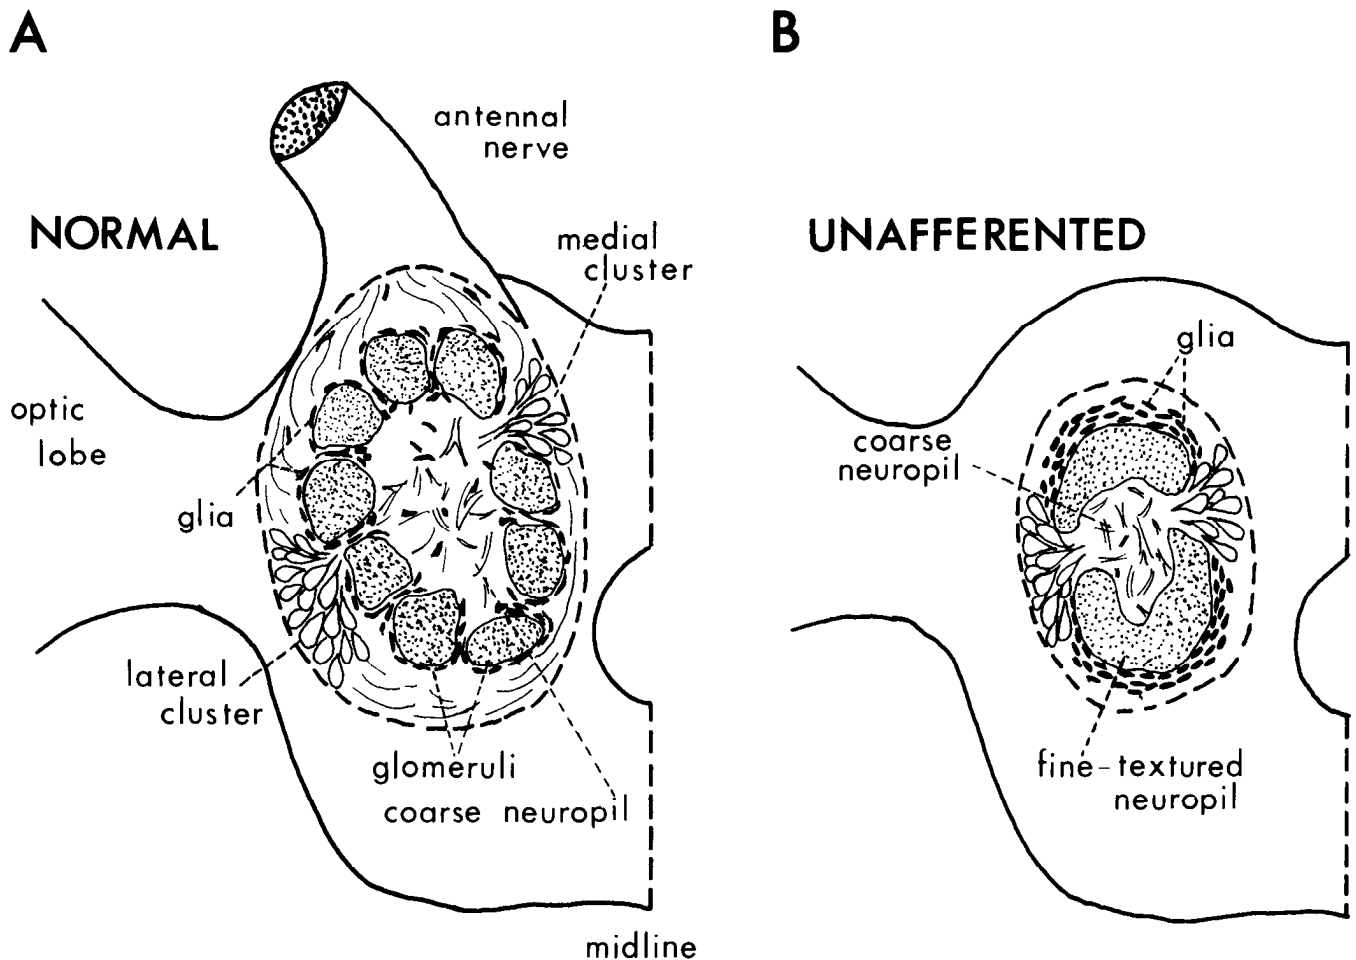 A
antennal
nerve
NORMAL
medial
cluster
optic
lobe
glia
lateral
cluster
glomeruli
coarse neuropil
midline
B
UNAFFERENTED
glia
coarse
neuropil
fine-textured
neuropil